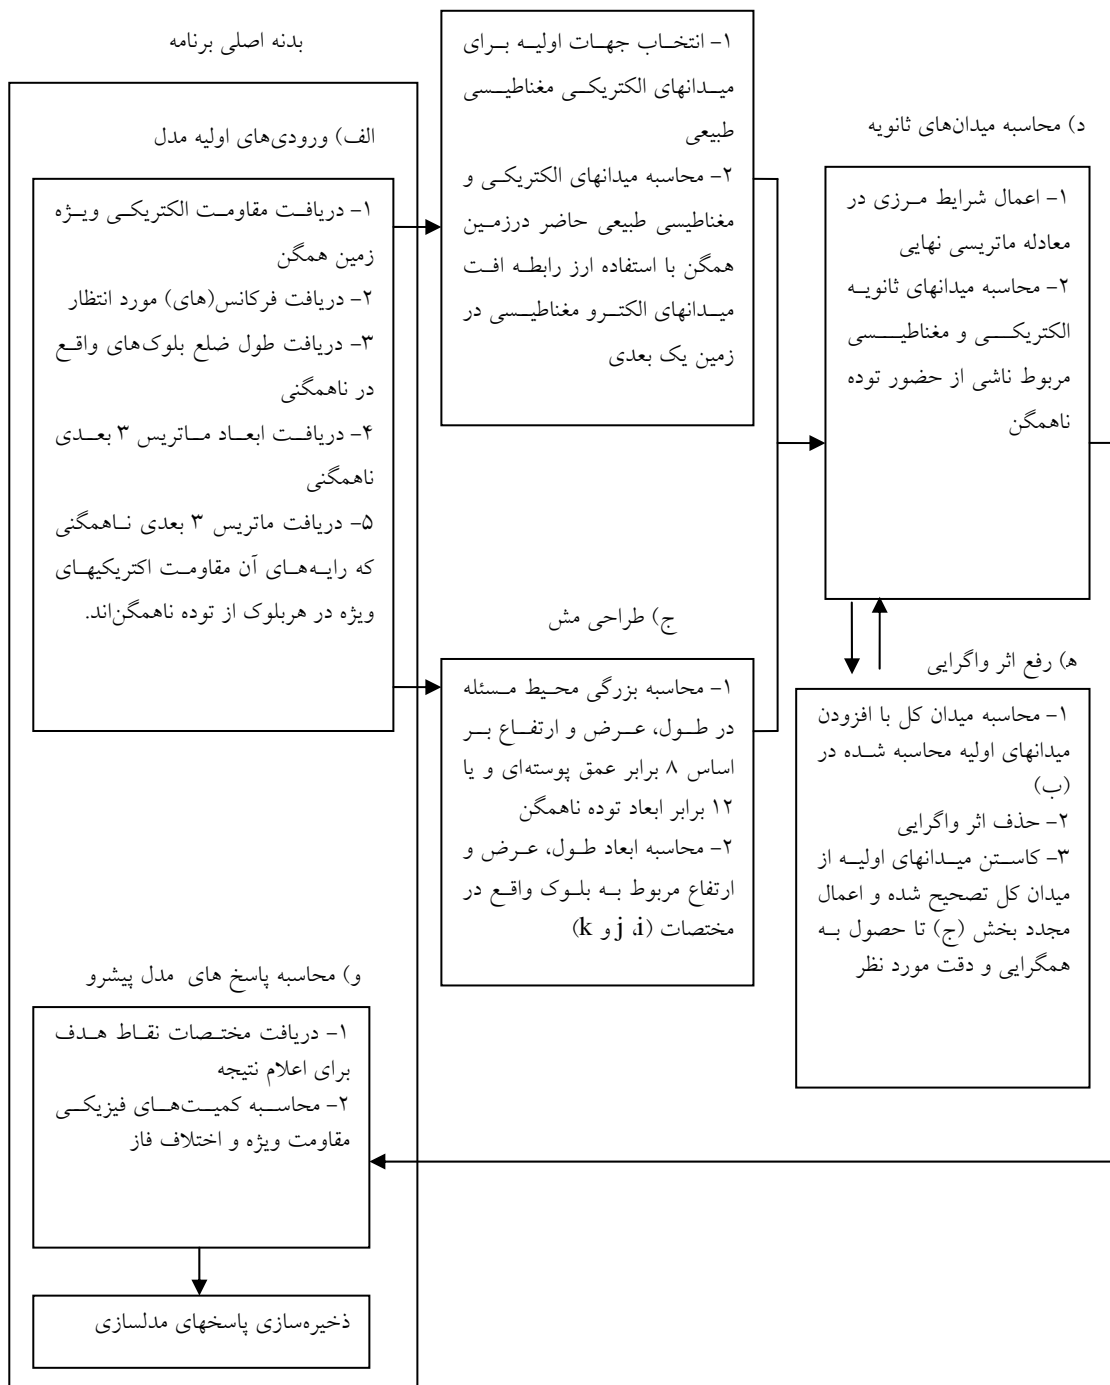 بدنه اصلی برنامه
الف) ورودی‌های اولیه مدل
۱- دریافت مقاومت الکتریکی ویژه
زمین همگن
۲- دریافت فرکانس(های) مورد انتظار
۳- دریافت طول ضلع بلوک‌های واقع
در ناهمگنی
۴- دریافت ابعاد ماتریس ۳ بعدی
ناهمگنی
۵- دریافت ماتریس ۳ بعدی ناهمگنی
که رایه‌های آن مقاومت اکتریکیهای
ویژه در هربلوک از توده ناهمگن‌اند.
۱- انتخاب جهات اولیه برای
میدانهای الکتریکی مغناطیسی
طبیعی
۲- محاسبه میدانهای الکتریکی و
مغناطیسی طبیعی حاضر درزمین
همگن با استفاده ارز رابطه افت
میدانهای الکترو مغناطیسی در
زمین یک بعدی
ج) طراحی مش
۱- محاسبه بزرگی محیط مسئله
در طول، عرض و ارتفاع بر
اساس ۸ برابر عمق پوسته‌ای و یا
۱۲ برابر ابعاد توده ناهمگن
۲- محاسبه ابعاد طول، عرض و
ارتفاع مربوط به بلوک واقع در
مختصات (i، j و k)
د) محاسبه میدان‌های ثانویه
۱- اعمال شرایط مرزی در
معادله ماتریسی نهایی
۲- محاسبه میدانهای ثانویه
الکتریکی و مغناطیسی
مربوط ناشی از حضور توده
ناهمگن
ه) رفع اثر واگرایی
۱- محاسبه میدان کل با افزودن
میدانهای اولیه محاسبه شده در
(ب)
۲- حذف اثر واگرایی
۳- کاستن میدانهای اولیه از
میدان کل تصحیح شده و اعمال
مجدد بخش (ج) تا حصول به
همگرایی و دقت مورد نظر
و) محاسبه پاسخ های مدل پیشرو
۱- دریافت مختصات نقاط هدف
برای اعلام نتیجه
۲- محاسبه کمیت‌های فیزیکی
مقاومت ویژه و اختلاف فاز
ذخیره‌سازی پاسخهای مدلسازی